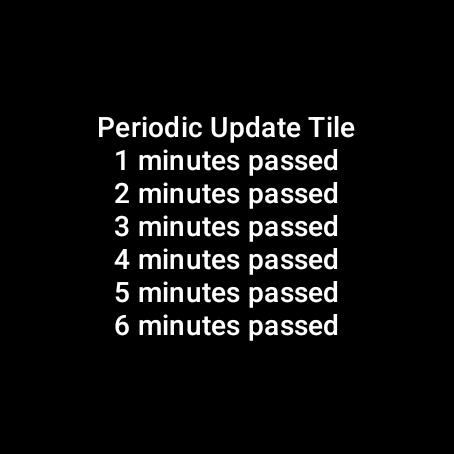 Periodic Update Tile
1 minutes passed
2 minutes passed
3 minutes passed
4 minutes passed
5 minutes passed
6 minutes passed